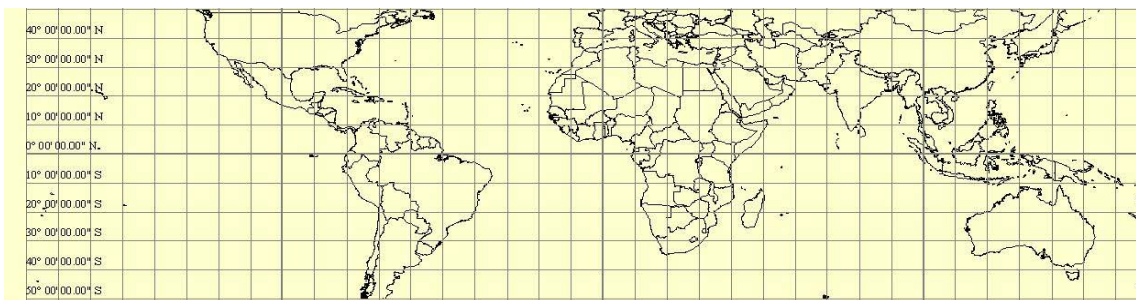 40° 00'00.00" N
30° 00'00.00" N
20° 00'00.00" N
10° 00'00.00" N
0° 00'00.00" N
10° 00'00.00" S
20° 00'00.00" S
30° 00'00.00" S
40° 00'00.00" S
50° 00'00.00" S